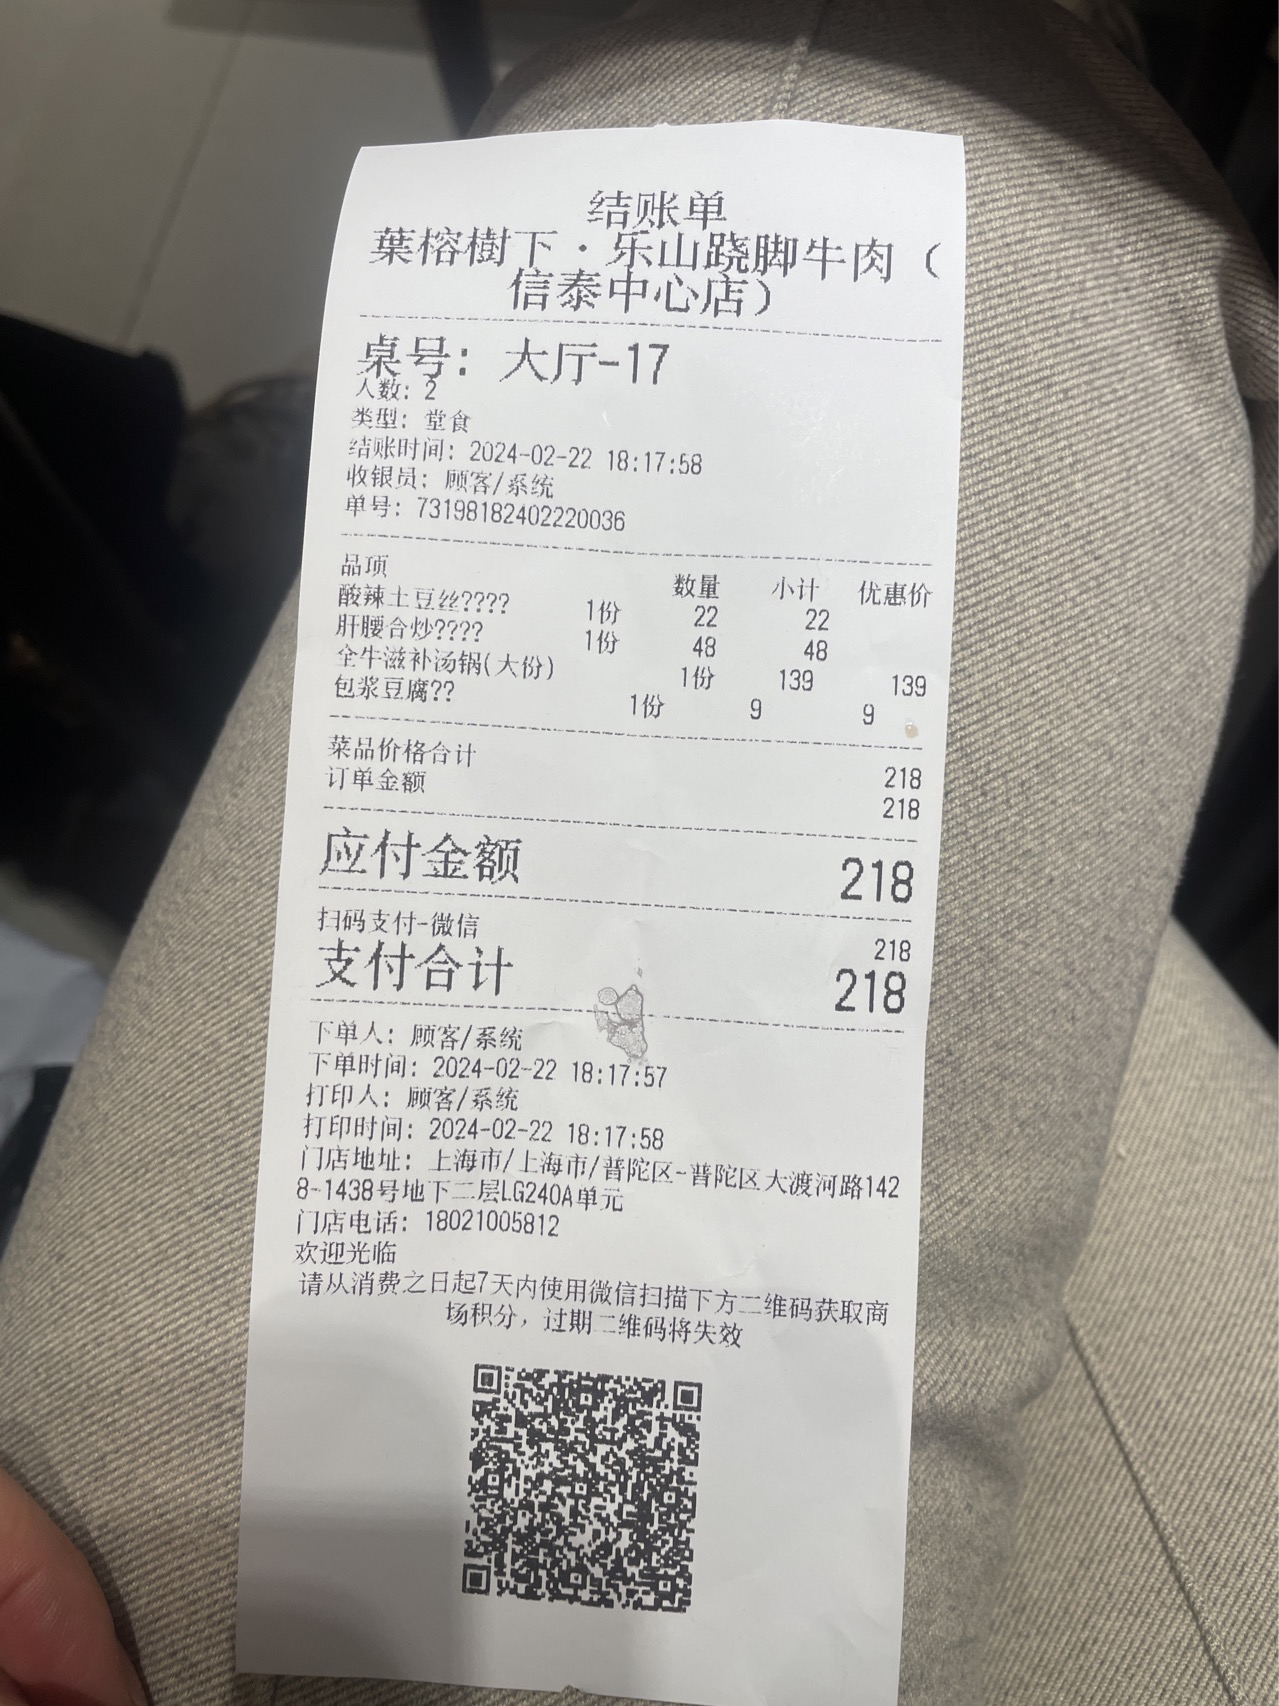 结账单
葉榕樹下·乐山跷脚牛肉（
信泰中心店）
桌号：大厅-17
人数：2
类型：堂食
结账时间：2024-02-22 18:17:58
收银员：顾客/系统
单号：73198182402220036
品项 数量 小计 优惠价
酸辣土豆丝???? 1份 22 22
肝腰合炒???? 1份 48 48
全牛滋补汤锅(大份) 1份 139 139
包浆豆腐?? 1份 9 9
菜品价格合计 218
订单金额 218
应付金额 218
扫码支付-微信 218
支付合计 218
下单人：顾客/系统
下单时间：2024-02-22 18:17:57
打印人：顾客/系统
打印时间：2024-02-22 18:17:58
门店地址：上海市/上海市/普陀区-普陀区大渡河路142
8-1438号地下二层LG240A单元
门店电话：18021005812
欢迎光临
请从消费之日起7天内使用微信扫描下方二维码获取商
场积分，过期二维码将失效